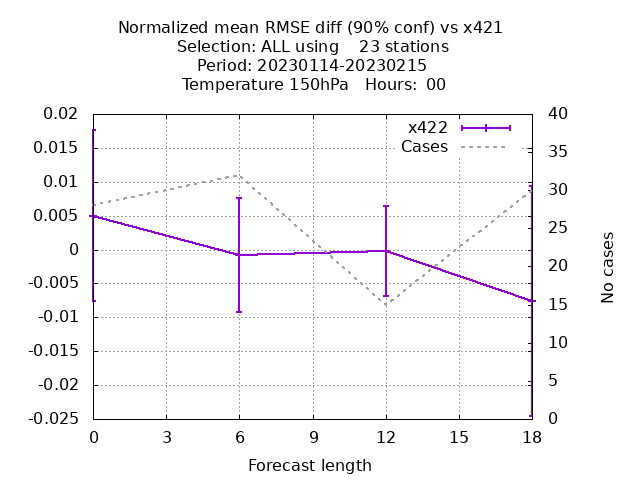 Normalized mean RMSE diff (90% conf) vs x421
Selection: ALL using    23 stations
Period: 20230114-20230215
Temperature 150hPa   Hours:  00
x422
Cases
0.02
0.015
0.01
0.005
0
-0.005
-0.01
-0.015
-0.02
-0.025
40
35
30
25
20
15
10
5
0
No cases
0 3 6 9 12 15 18
Forecast length